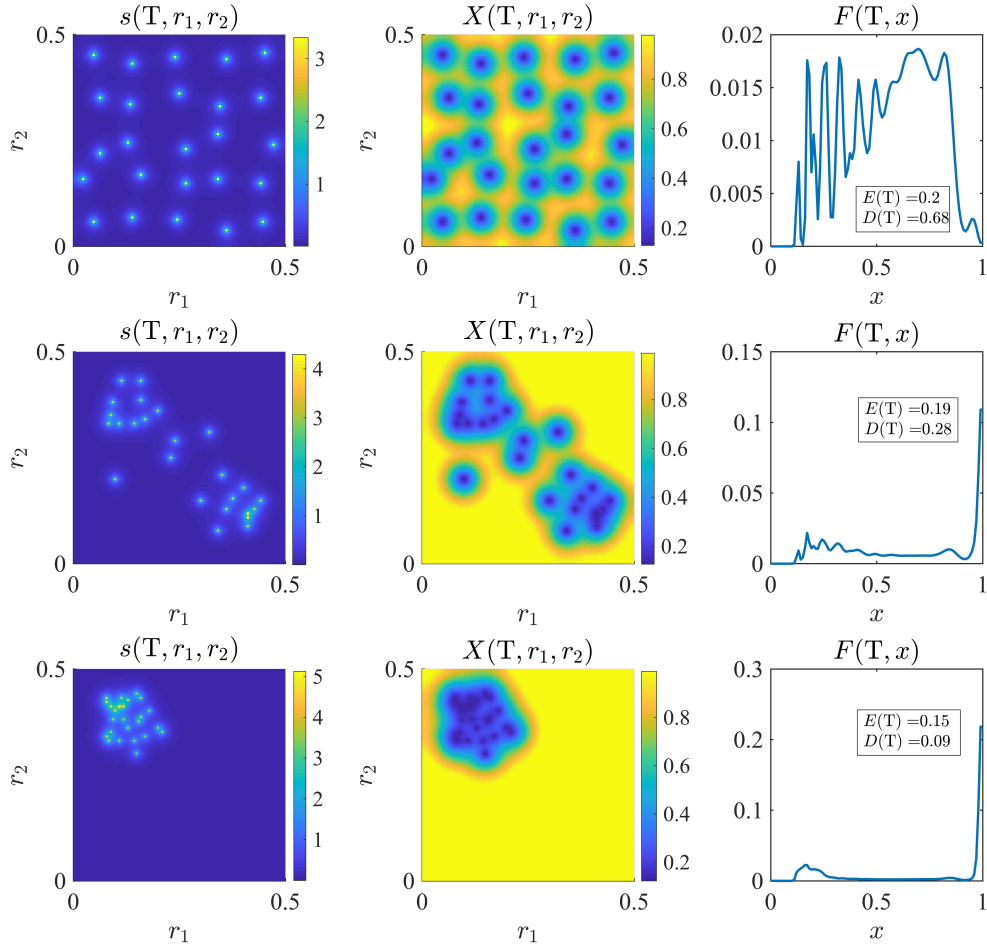 s(T, r₁, r₂)
0.5
r₂
0
0
0.5
r₁
3
2
1
X(T, r₁, r₂)
0
0.5
r₂
0
0.5
r₁
0.8
0.6
0.4
0.2
F(T, x)
0.02
0.015
0.01
0.005
0
0
0.5
1
x
E(T) =0.2
D(T) =0.68
s(T, r₁, r₂)
0.5
r₂
0
0
0.5
r₁
4
3
2
1
X(T, r₁, r₂)
0.5
r₂
0
0
0.5
r₁
0.8
0.6
0.4
0.2
F(T, x)
0.15
0.1
0.05
0
0
0.5
1
x
E(T) =0.19
D(T) =0.28
s(T, r₁, r₂)
0.5
r₂
0
0
0.5
r₁
5
4
3
2
1
X(T, r₁, r₂)
0.5
r₂
0
0
0.5
r₁
0.8
0.6
0.4
0.2
F(T, x)
0.3
0.2
0.1
0
0
0.5
1
x
E(T) =0.15
D(T) =0.09